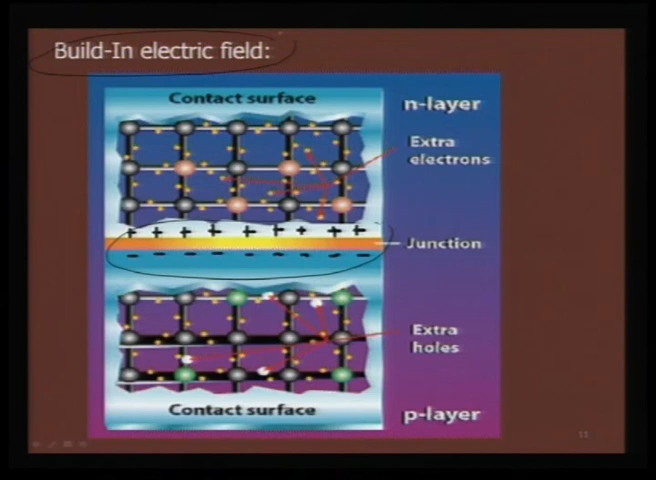 Build-In electric field:
Contact surface
n-layer
Extra
electrons
+ + + + + + + +
Junction
- - - - - - - -
Extra
holes
Contact surface
p-layer
11